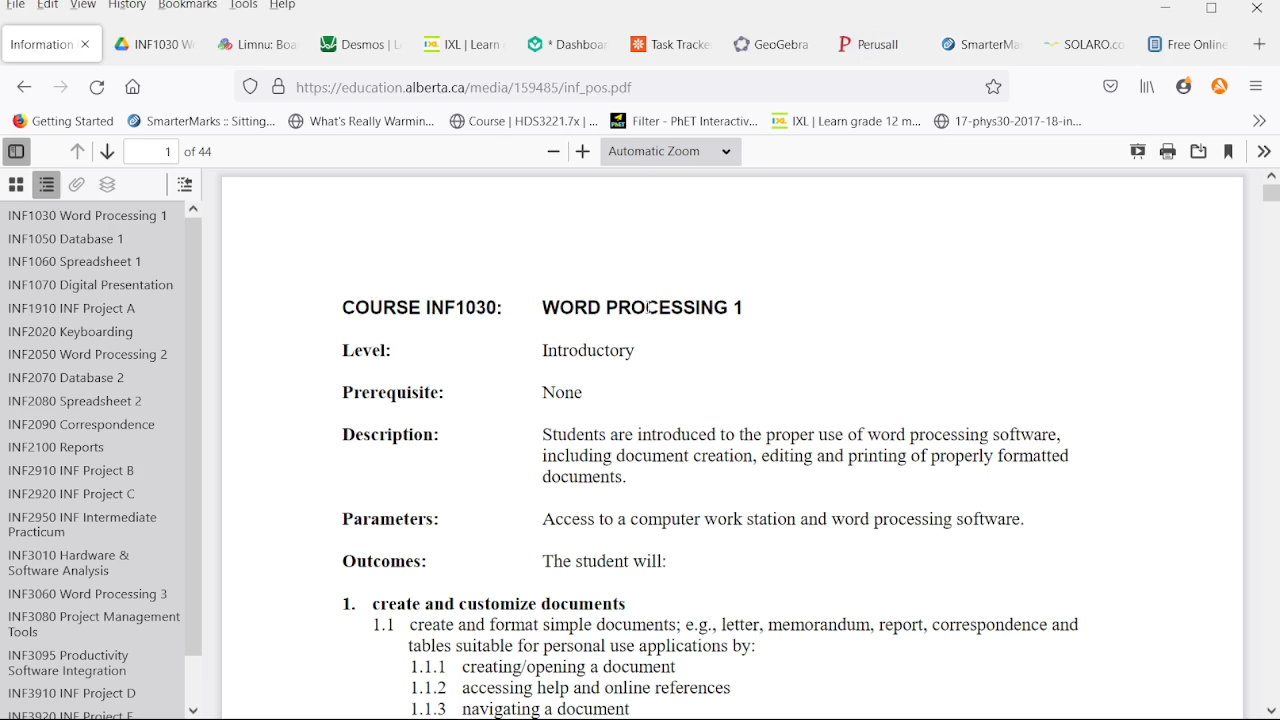 File Edit View History Bookmarks Tools Help
Information
INF1030 W
Limnu: Boa
Desmos | L
IXL | Learn
* Dashboar
Task Tracke
GeoGebra
Perusall
SmarterMa
SOLARO.co
Free Online
https://education.alberta.ca/media/159485/inf_pos.pdf
Getting Started
SmarterMarks :: Sitting...
What's Really Warmin...
Course | HDS3221.7x | ...
Filter - PhET Interactiv...
IXL | Learn grade 12 m...
17-phys30-2017-18-in...
1 of 44
Automatic Zoom
INF1030 Word Processing 1
INF1050 Database 1
INF1060 Spreadsheet 1
INF1070 Digital Presentation
INF1910 INF Project A
INF2020 Keyboarding
INF2050 Word Processing 2
INF2070 Database 2
INF2080 Spreadsheet 2
INF2090 Correspondence
INF2100 Reports
INF2910 INF Project B
INF2920 INF Project C
INF2950 INF Intermediate
Practicum
INF3010 Hardware &
Software Analysis
INF3060 Word Processing 3
INF3080 Project Management
Tools
INF3095 Productivity
Software Integration
INF3910 INF Project D
INF3920 INF Project E
COURSE INF1030: WORD PROCESSING 1
Level: Introductory
Prerequisite: None
Description: Students are introduced to the proper use of word processing software,
including document creation, editing and printing of properly formatted
documents.
Parameters: Access to a computer work station and word processing software.
Outcomes: The student will:
1. create and customize documents
1.1 create and format simple documents; e.g., letter, memorandum, report, correspondence and
tables suitable for personal use applications by:
1.1.1 creating/opening a document
1.1.2 accessing help and online references
1.1.3 navigating a document